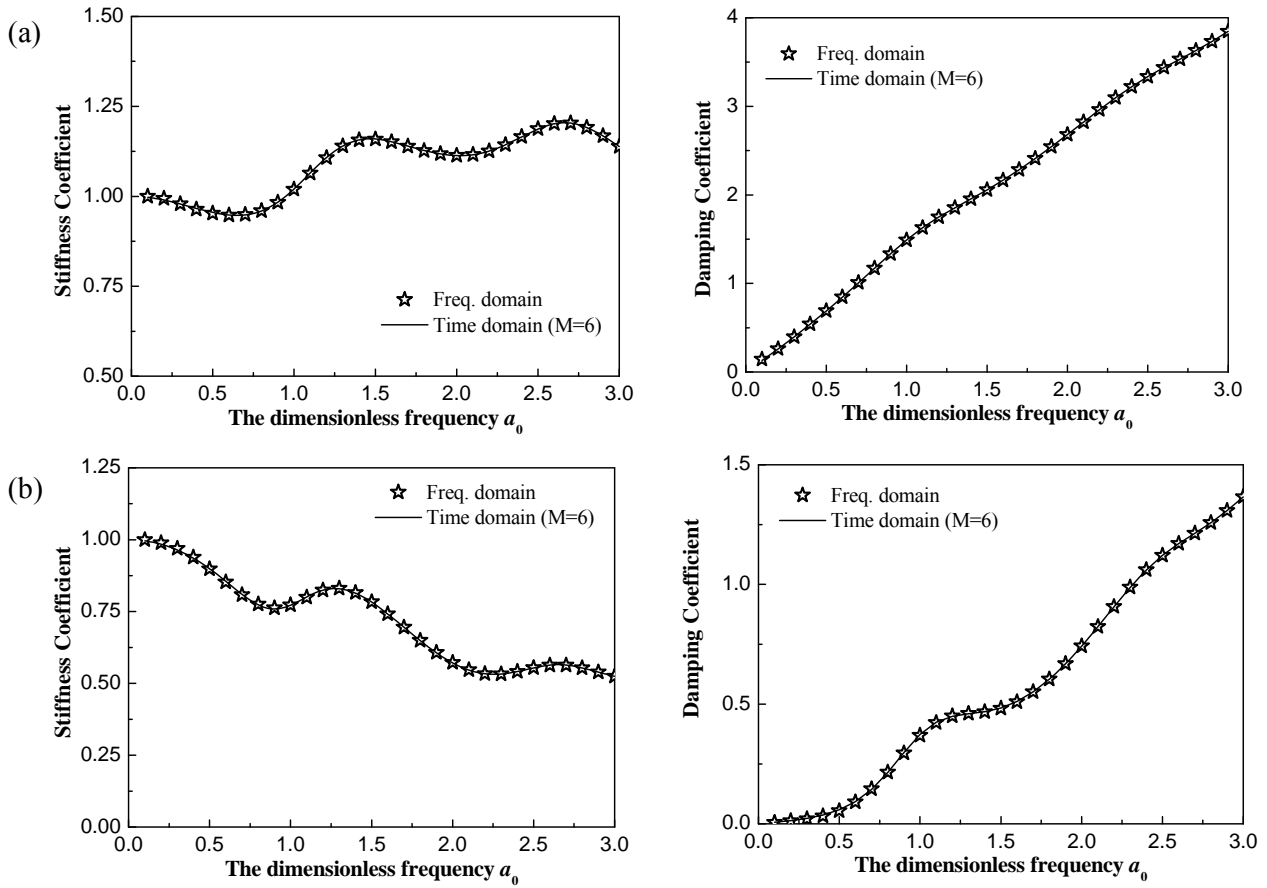 (a)
1.50
1.25
1.00
0.75
0.50
Stiffness Coefficient
Freq. domain
Time domain (M=6)
0.0 0.5 1.0 1.5 2.0 2.5 3.0
The dimensionless frequency a₀
4
3
2
1
0
Damping Coefficient
Freq. domain
Time domain (M=6)
0.0 0.5 1.0 1.5 2.0 2.5 3.0
The dimensionless frequency a₀
(b)
1.25
1.00
0.75
0.50
0.25
0.00
Stiffness Coefficient
Freq. domain
Time domain (M=6)
0.0 0.5 1.0 1.5 2.0 2.5 3.0
The dimensionless frequency a₀
1.5
1.0
0.5
0.0
Damping Coefficient
Freq. domain
Time domain (M=6)
0.0 0.5 1.0 1.5 2.0 2.5 3.0
The dimensionless frequency a₀